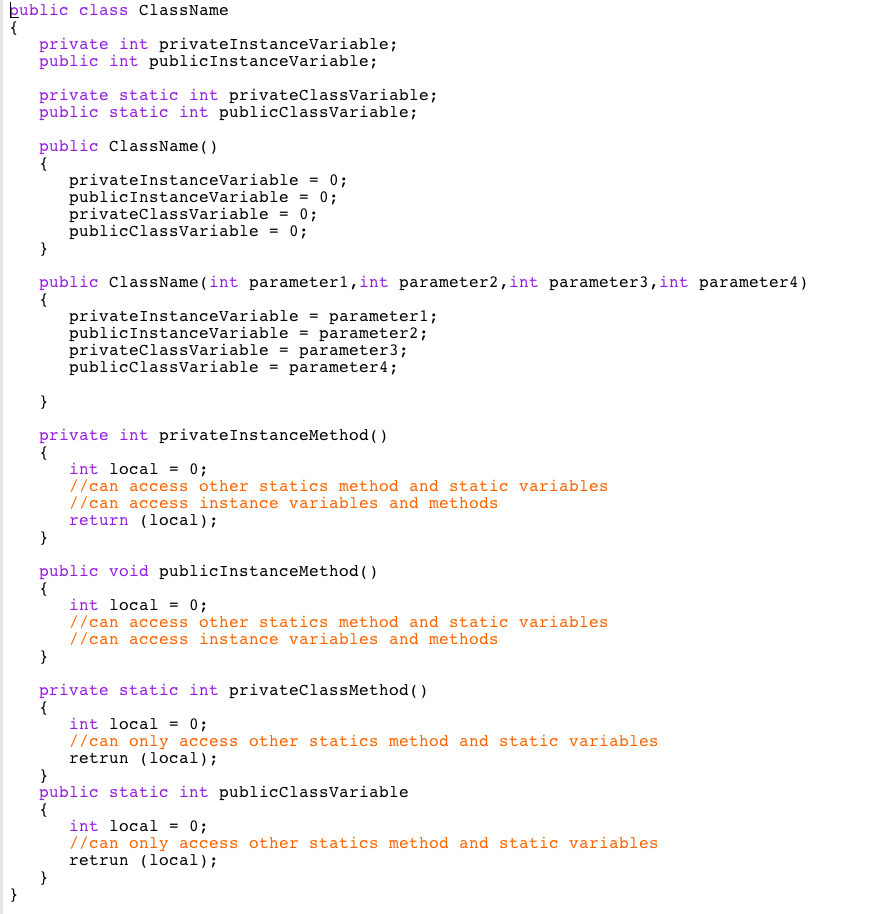 public class ClassName
{
private int privateInstanceVariable;
public int publicInstanceVariable;
private static int privateClassVariable;
public static int publicClassVariable;
public ClassName()
{
privateInstanceVariable = 0;
publicInstanceVariable = 0;
privateClassVariable = 0;
publicClassVariable = 0;
}
public ClassName(int parameter1,int parameter2,int parameter3,int parameter4)
{
privateInstanceVariable = parameter1;
publicInstanceVariable = parameter2;
privateClassVariable = parameter3;
publicClassVariable = parameter4;
}
private int privateInstanceMethod()
{
int local = 0;
//can access other statics method and static variables
//can access instance variables and methods
return (local);
}
public void publicInstanceMethod()
{
int local = 0;
//can access other statics method and static variables
//can access instance variables and methods
}
private static int privateClassMethod()
{
int local = 0;
//can only access other statics method and static variables
retrun (local);
}
public static int publicClassVariable
{
int local = 0;
//can only access other statics method and static variables
retrun (local);
}
}